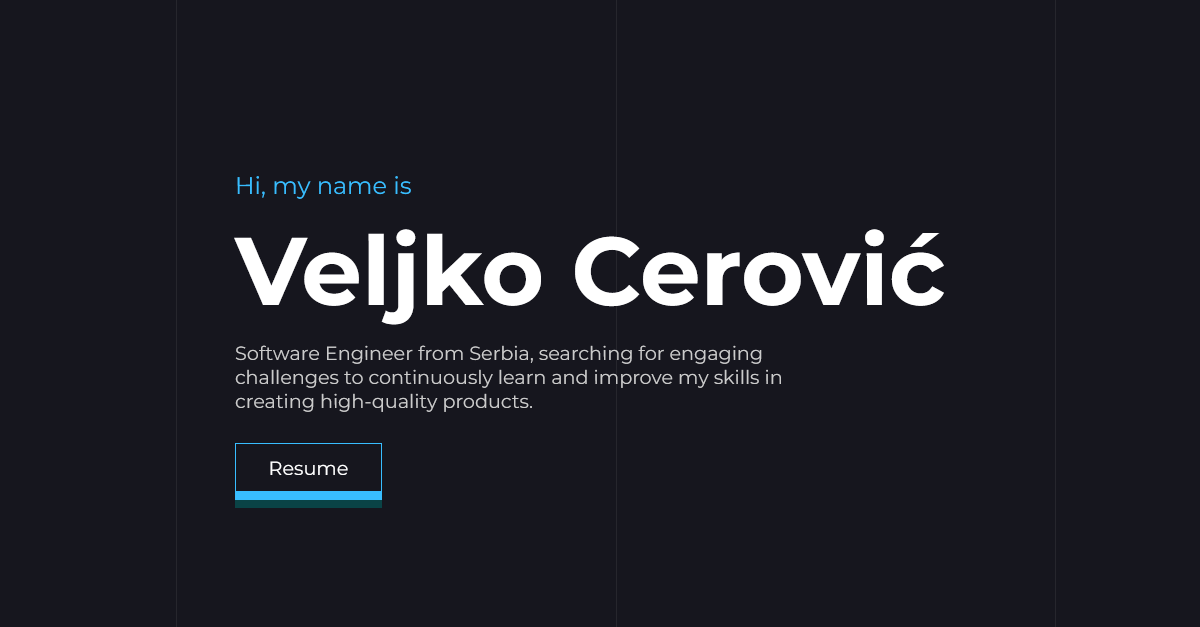 Hi, my name is
Veljko Cerović
Software Engineer from Serbia, searching for engaging
challenges to continuously learn and improve my skills in
creating high-quality products.
Resume